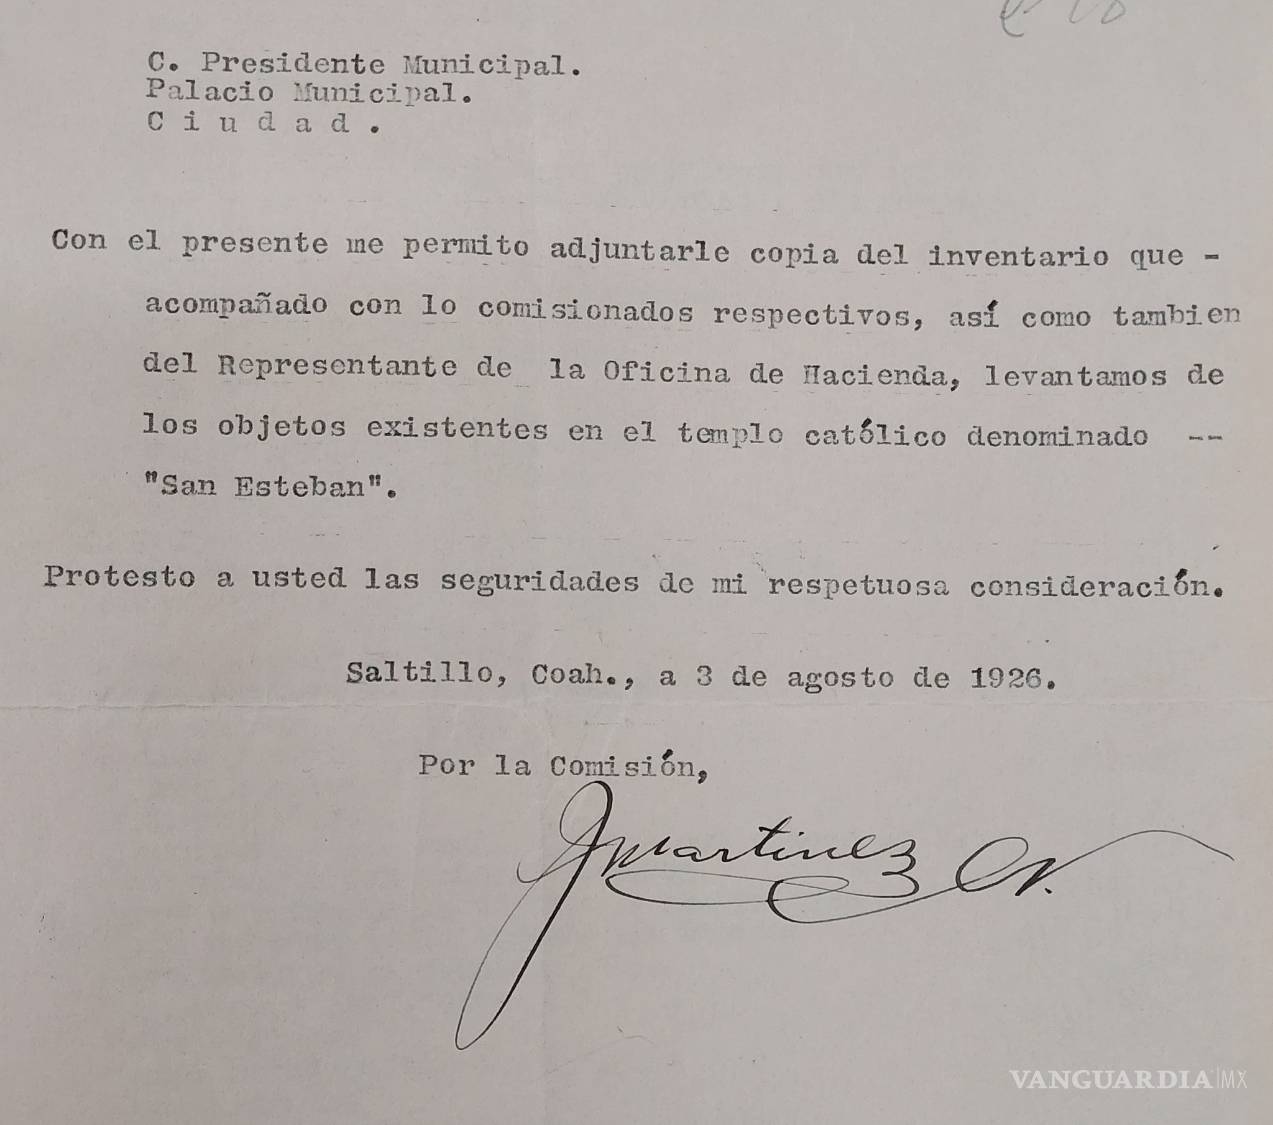 C. Presidente Municipal.
Palacio Municipal.
C i u d a d .
Con el presente me permito adjuntarle copia del inventario que -
acompañado con lo comisionados respectivos, así como tambien
del Representante de la Oficina de Hacienda, levantamos de
los objetos existentes en el templo católico denominado --
"San Esteban".
Protesto a usted las seguridades de mi respetuosa consideración.
Saltillo, Coah., a 3 de agosto de 1926.
Por la Comisión,
JMartinez
VANGUARDIA|MX